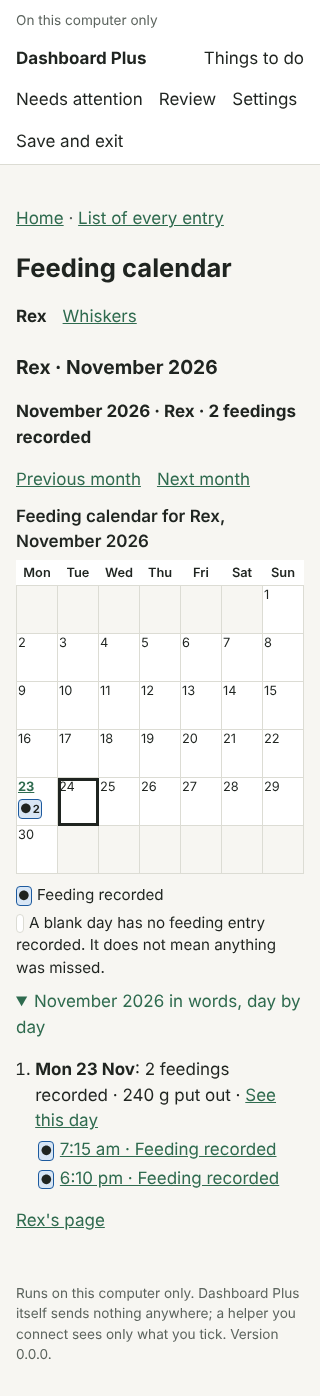 On this computer only
Dashboard Plus Things to do
Needs attention Review Settings
Save and exit
Home · List of every entry
Feeding calendar
Rex Whiskers
Rex · November 2026
November 2026 · Rex · 2 feedings
recorded
Previous month Next month
Feeding calendar for Rex,
November 2026
Mon Tue Wed Thu Fri Sat Sun
1
2 3 4 5 6 7 8
9 10 11 12 13 14 15
16 17 18 19 20 21 22
23 24 25 26 27 28 29
2
30
Feeding recorded
A blank day has no feeding entry
recorded. It does not mean anything
was missed.
▼ November 2026 in words, day by
day
1. Mon 23 Nov: 2 feedings
recorded · 240 g put out · See
this day
7:15 am · Feeding recorded
6:10 pm · Feeding recorded
Rex's page
Runs on this computer only. Dashboard Plus
itself sends nothing anywhere; a helper you
connect sees only what you tick. Version
0.0.0.